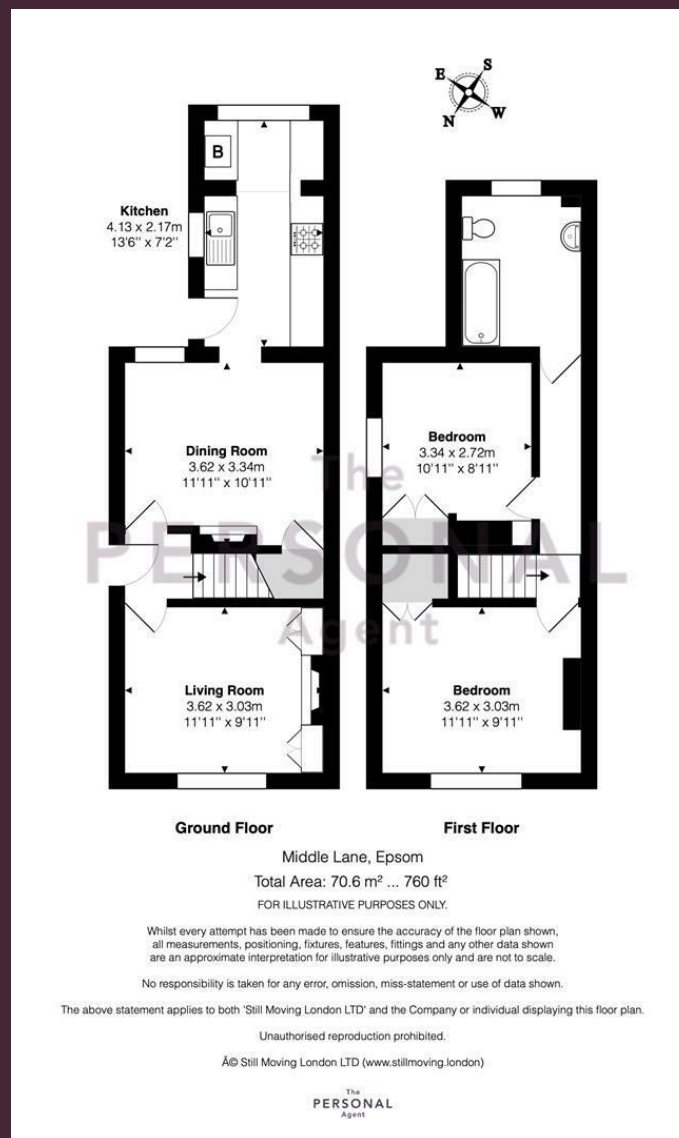 E S
N W
B
Kitchen
4.13 x 2.17m
13'6'' x 7'2''
Dining Room
3.62 x 3.34m
11'11'' x 10'11''
Bedroom
3.34 x 2.72m
10'11'' x 8'11''
The
PERSONAL
Agent
Living Room
3.62 x 3.03m
11'11'' x 9'11''
Bedroom
3.62 x 3.03m
11'11'' x 9'11''
Ground Floor
First Floor
Middle Lane, Epsom
Total Area: 70.6 m² ... 760 ft²
FOR ILLUSTRATIVE PURPOSES ONLY.
Whilst every attempt has been made to ensure the accuracy of the floor plan shown,
all measurements, positioning, fixtures, features, fittings and any other data shown
are an approximate interpretation for illustrative purposes only and are not to scale.
No responsibility is taken for any error, omission, miss-statement or use of data shown.
The above statement applies to both 'Still Moving London LTD' and the Company or individual displaying this floor plan.
Unauthorised reproduction prohibited.
Â© Still Moving London LTD (www.stillmoving.london)
The
PERSONAL
Agent